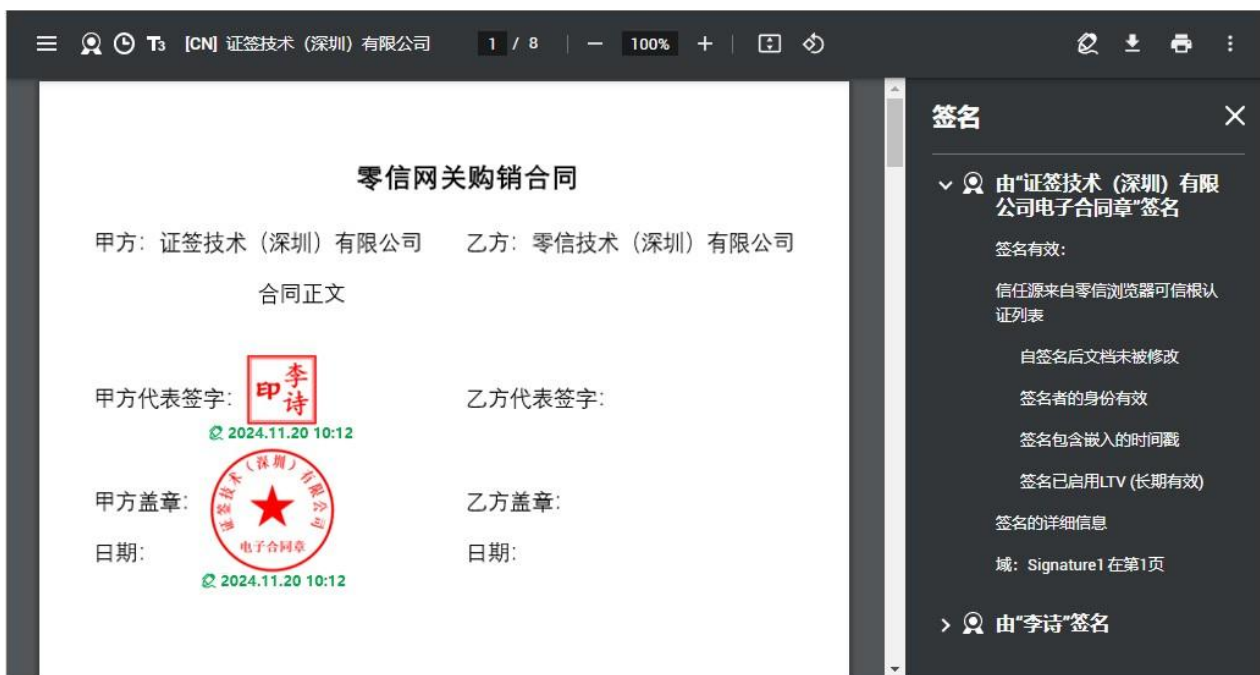 T3 [CN] 证签技术（深圳）有限公司 1 / 8 100%
零信网关购销合同
甲方：证签技术（深圳）有限公司 乙方：零信技术（深圳）有限公司
合同正文
甲方代表签字： 乙方代表签字：
李诗印
2024.11.20 10:12
甲方盖章： 乙方盖章：
证签技术（深圳）有限公司
电子合同章
日期： 日期：
2024.11.20 10:12
签名
由“证签技术（深圳）有限
公司电子合同章”签名
签名有效：
信任源来自零信浏览器可信根认
证列表
自签名后文档未被修改
签名者的身份有效
签名包含嵌入的时间戳
签名已启用LTV (长期有效)
签名的详细信息
域：Signature1 在第1页
由“李诗”签名